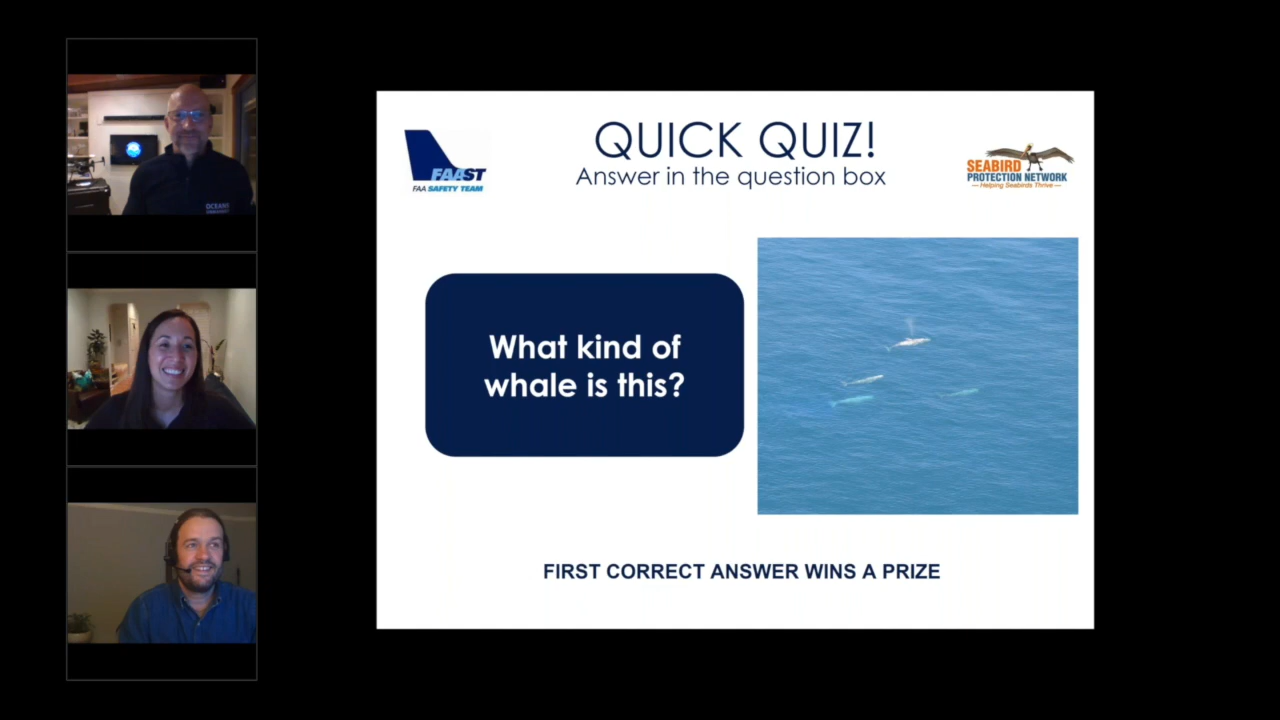 QUICK QUIZ!
Answer in the question box
FAAST
FAA SAFETY TEAM
SEABIRD
PROTECTION NETWORK
Helping Seabirds Thrive
What kind of
whale is this?
FIRST CORRECT ANSWER WINS A PRIZE
OCEANS